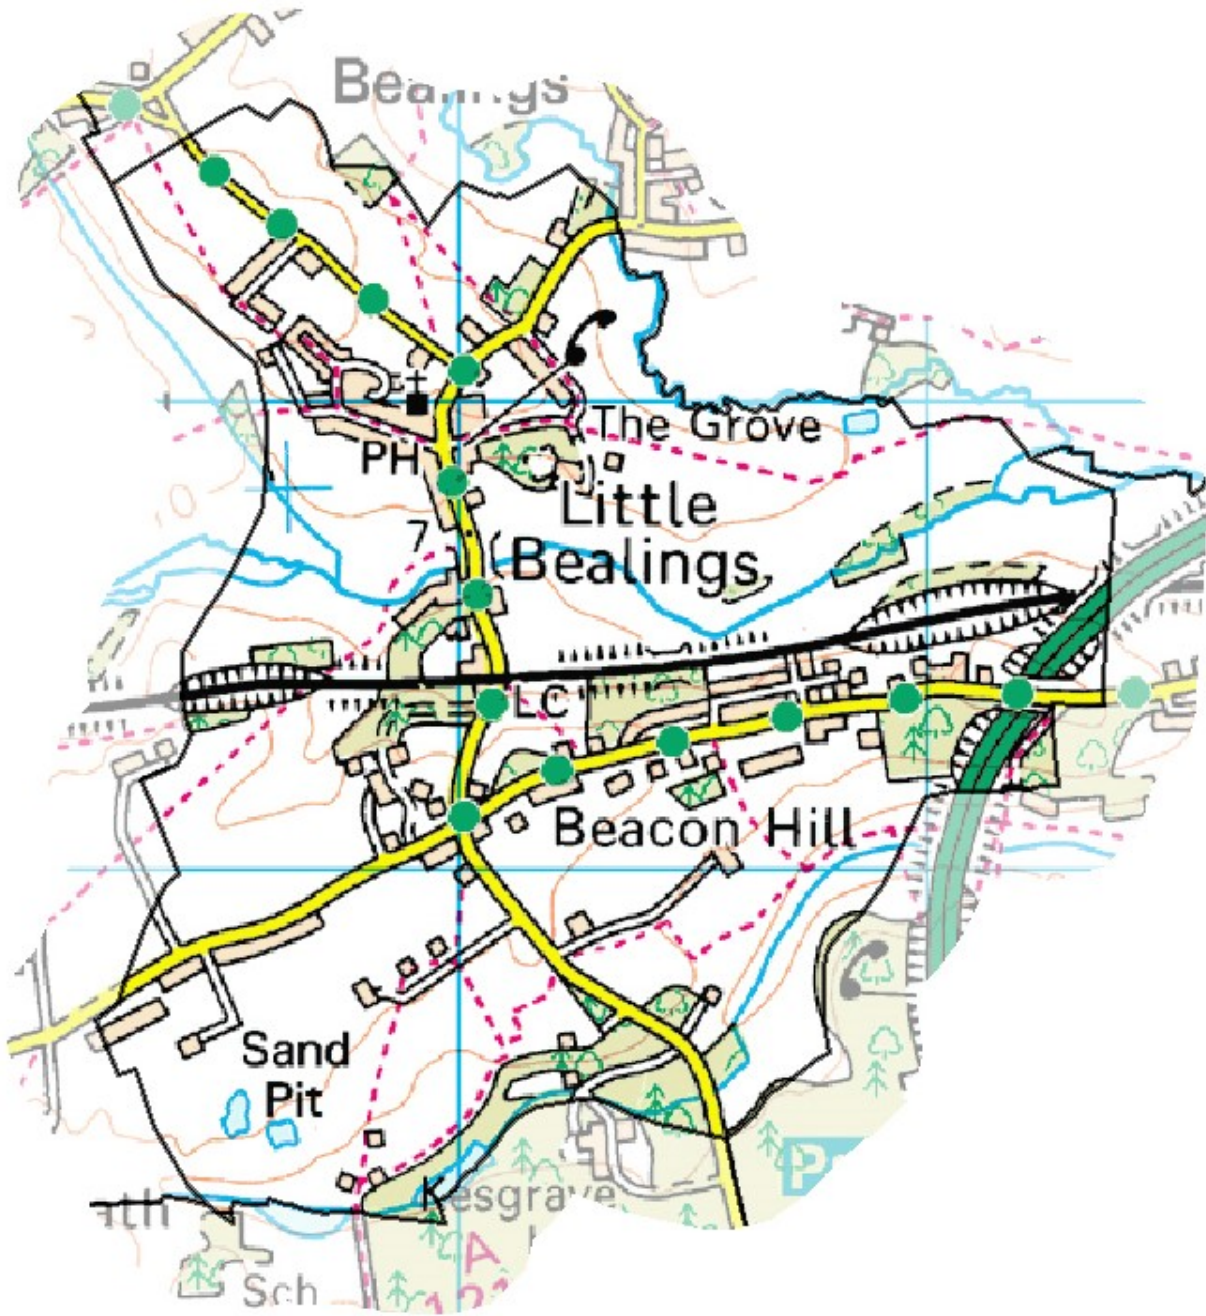 Bealings
The Grove
PH
Little
Bealings
7
LC
Beacon Hill
Sand
Pit
Kesgrave
P
A
Sch